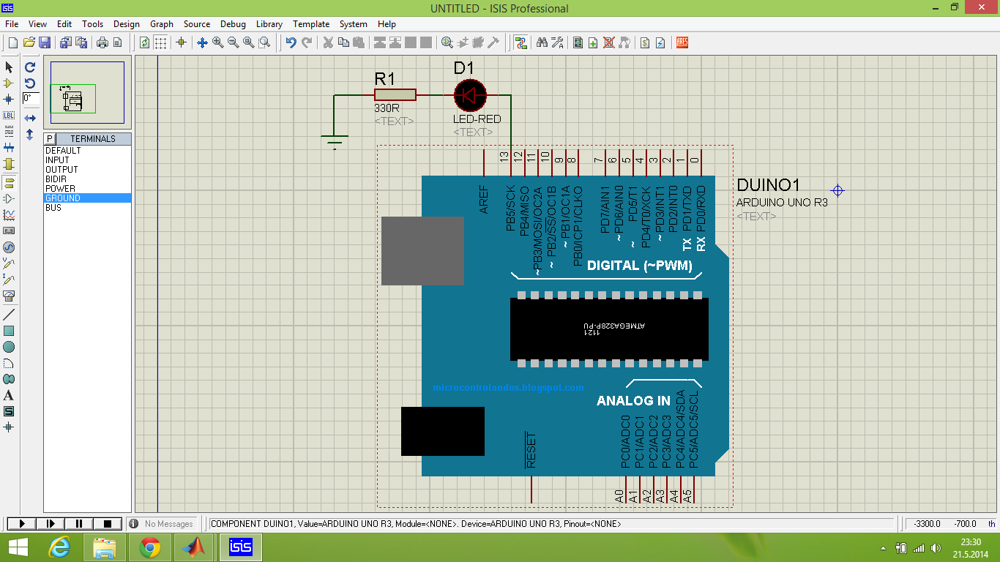 UNTITLED - ISIS Professional
File View Edit Tools Design Graph Source Debug Library Template System Help
0°
LBL
ARES
P TERMINALS
DEFAULT
INPUT
OUTPUT
BIDIR
POWER
GROUND
BUS
A
S
R1
330R
<TEXT>
D1
LED-RED
<TEXT>
13 12 11 10 9 8 7 6 5 4 3 2 1 0
AREF
PB5/SCK
PB4/MISO
~PB3/MOSI/OC2A
~ PB2/SS/OC1B
~ PB1/OC1A
PB0/ICP1/CLKO
PD7/AIN1
~ PD6/AIN0
~ PD5/T1
PD4/T0/XCK
~ PD3/INT1
PD2/INT0
TX PD1/TXD
RX PD0/RXD
DIGITAL (~PWM)
DUINO1
ARDUINO UNO R3
<TEXT>
ATMEGA328P-PU
1121
microcontrolandos.blogspot.com
ANALOG IN
RESET
PC0/ADC0
PC1/ADC1
PC2/ADC2
PC3/ADC3
PC4/ADC4/SDA
PC5/ADC5/SCL
A0 A1 A2 A3 A4 A5
No Messages
COMPONENT DUINO1, Value=ARDUINO UNO R3, Module=<NONE>. Device=ARDUINO UNO R3, Pinout=<NONE>
-3300.0 -700.0 th
isis
23:30
21.5.2014